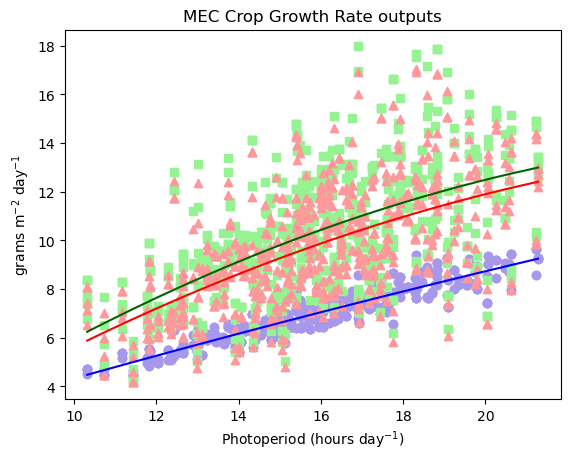 MEC Crop Growth Rate outputs
18
16
14
12
10
8
6
4
grams m⁻² day⁻¹
10 12 14 16 18 20
Photoperiod (hours day⁻¹)